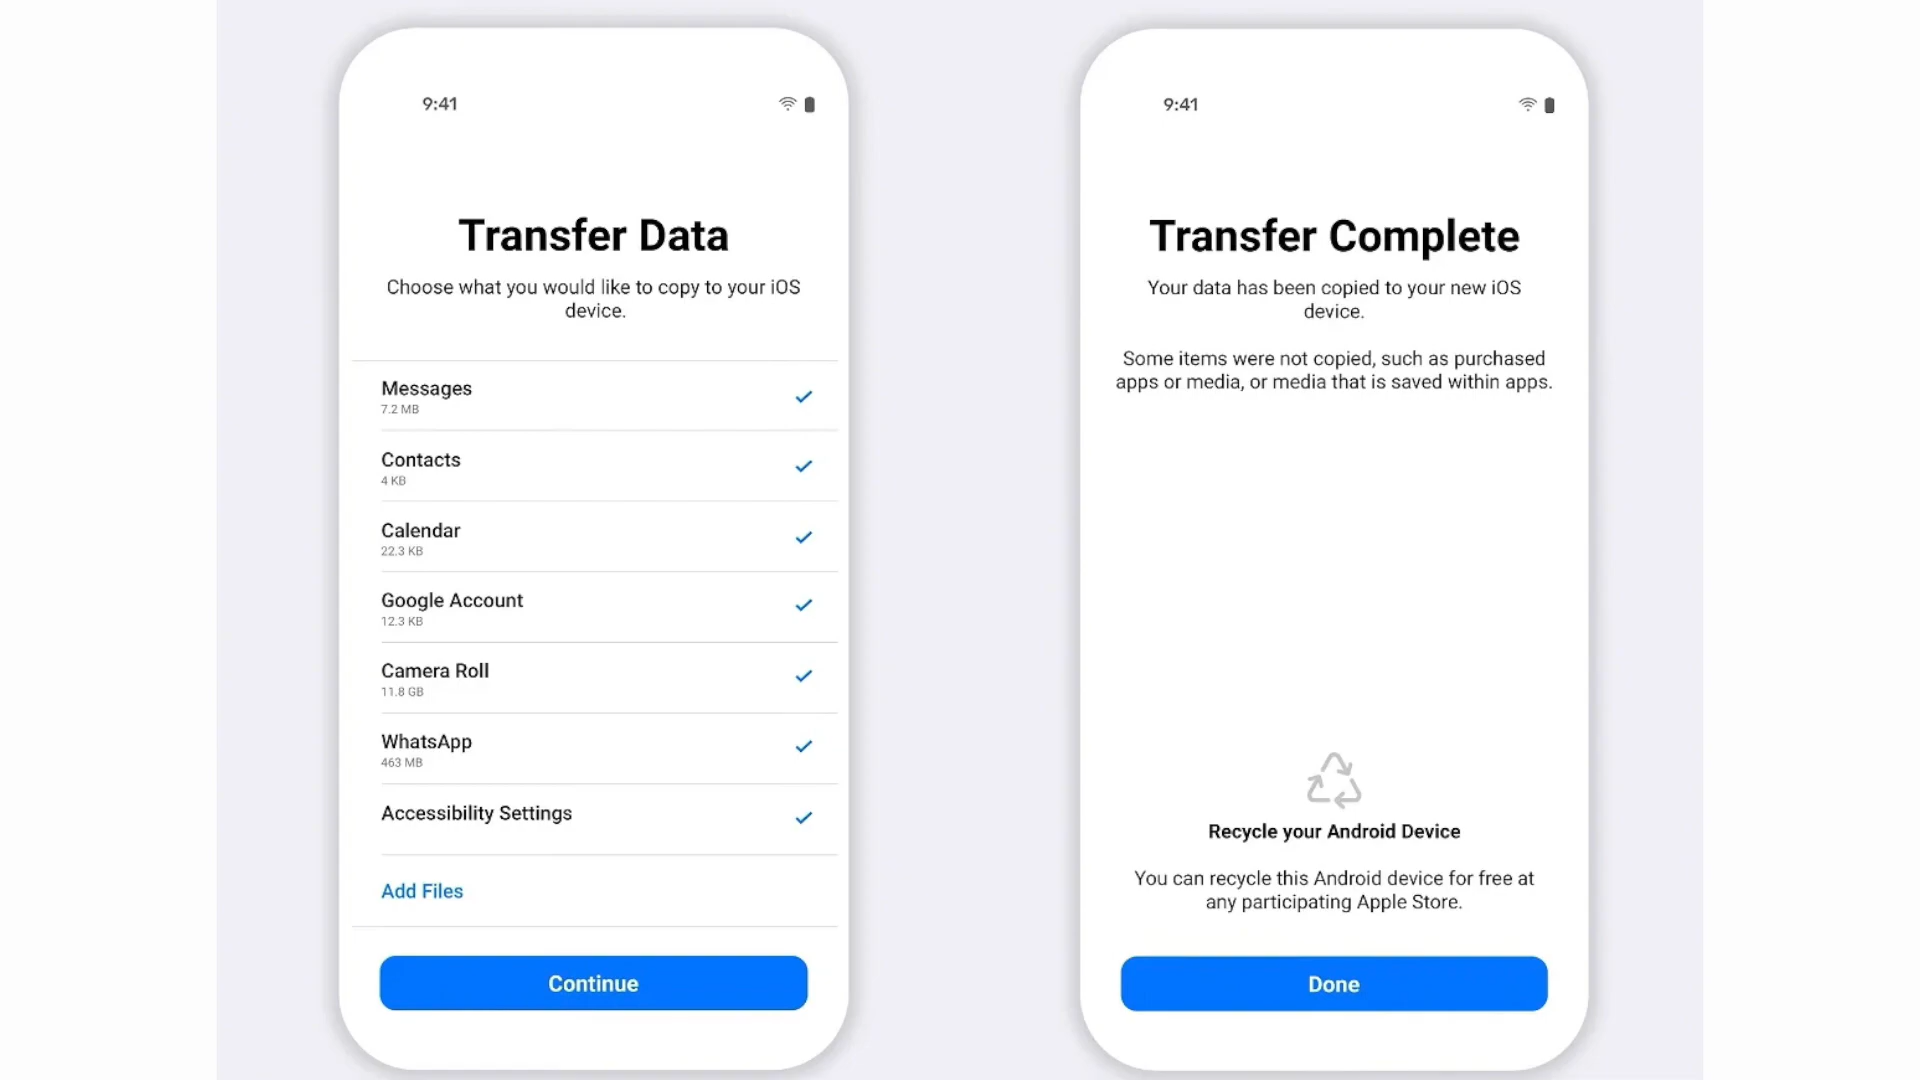 9:41
Transfer Data
Choose what you would like to copy to your iOS
device.
Messages
7.2 MB
Contacts
4 KB
Calendar
22.3 KB
Google Account
12.3 KB
Camera Roll
11.8 GB
WhatsApp
463 MB
Accessibility Settings
Add Files
Continue
9:41
Transfer Complete
Your data has been copied to your new iOS
device.
Some items were not copied, such as purchased
apps or media, or media that is saved within apps.
Recycle your Android Device
You can recycle this Android device for free at
any participating Apple Store.
Done